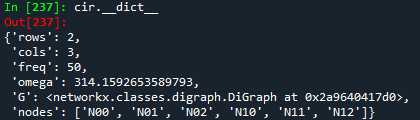 In [237]: cir.__dict__
Out[237]:
{'rows': 2,
'cols': 3,
'freq': 50,
'omega': 314.1592653589793,
'G': <networkx.classes.digraph.DiGraph at 0x2a9640417d0>,
'nodes': ['N00', 'N01', 'N02', 'N10', 'N11', 'N12']}